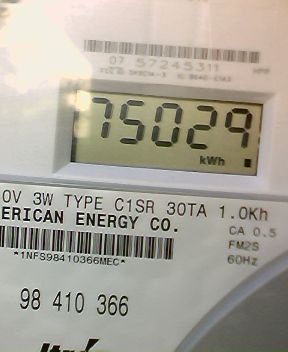 07 57245311
75029
kWh
0V 3W TYPE C1SR 30TA 1.0Kh
ERICAN ENERGY CO.
CA 0.5
FM2S
*1NFS98410366MEC*
60Hz
98 410 366